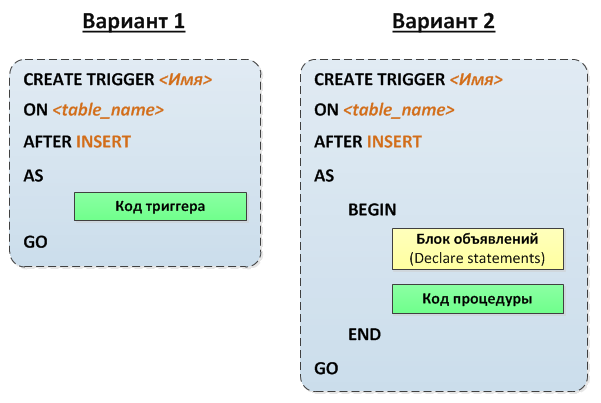 Вариант 1
CREATE TRIGGER <Имя>
ON <table_name>
AFTER INSERT
AS
Код триггера
GO
Вариант 2
CREATE TRIGGER <Имя>
ON <table_name>
AFTER INSERT
AS
BEGIN
Блок объявлений
(Declare statements)
Код процедуры
END
GO